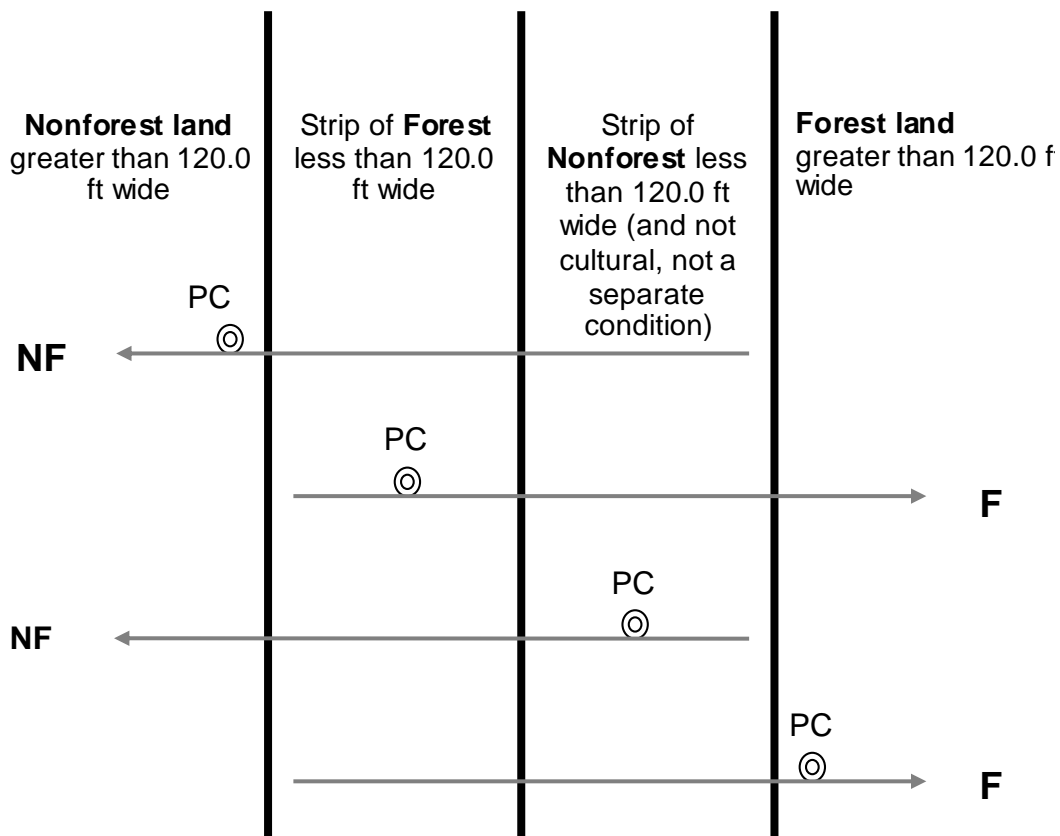 Nonforest land
greater than 120.0
ft wide
Strip of Forest
less than 120.0
ft wide
Strip of
Nonforest less
than 120.0 ft
wide (and not
cultural, not a
separate
condition)
Forest land
greater than 120.0 ft
wide
PC
NF
PC
F
PC
NF
PC
F